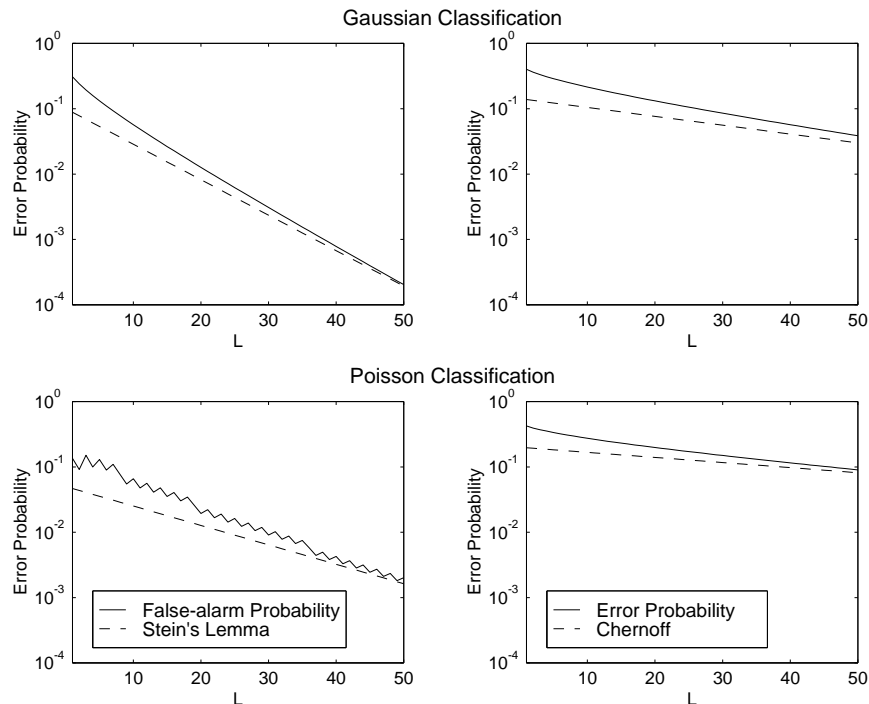 Gaussian Classification
Error Probability
10^0
10^-1
10^-2
10^-3
10^-4
10 20 30 40 50
L
Error Probability
10^0
10^-1
10^-2
10^-3
10^-4
10 20 30 40 50
L
Poisson Classification
Error Probability
10^0
10^-1
10^-2
10^-3
10^-4
False-alarm Probability
Stein's Lemma
10 20 30 40 50
L
Error Probability
10^0
10^-1
10^-2
10^-3
10^-4
Error Probability
Chernoff
10 20 30 40 50
L